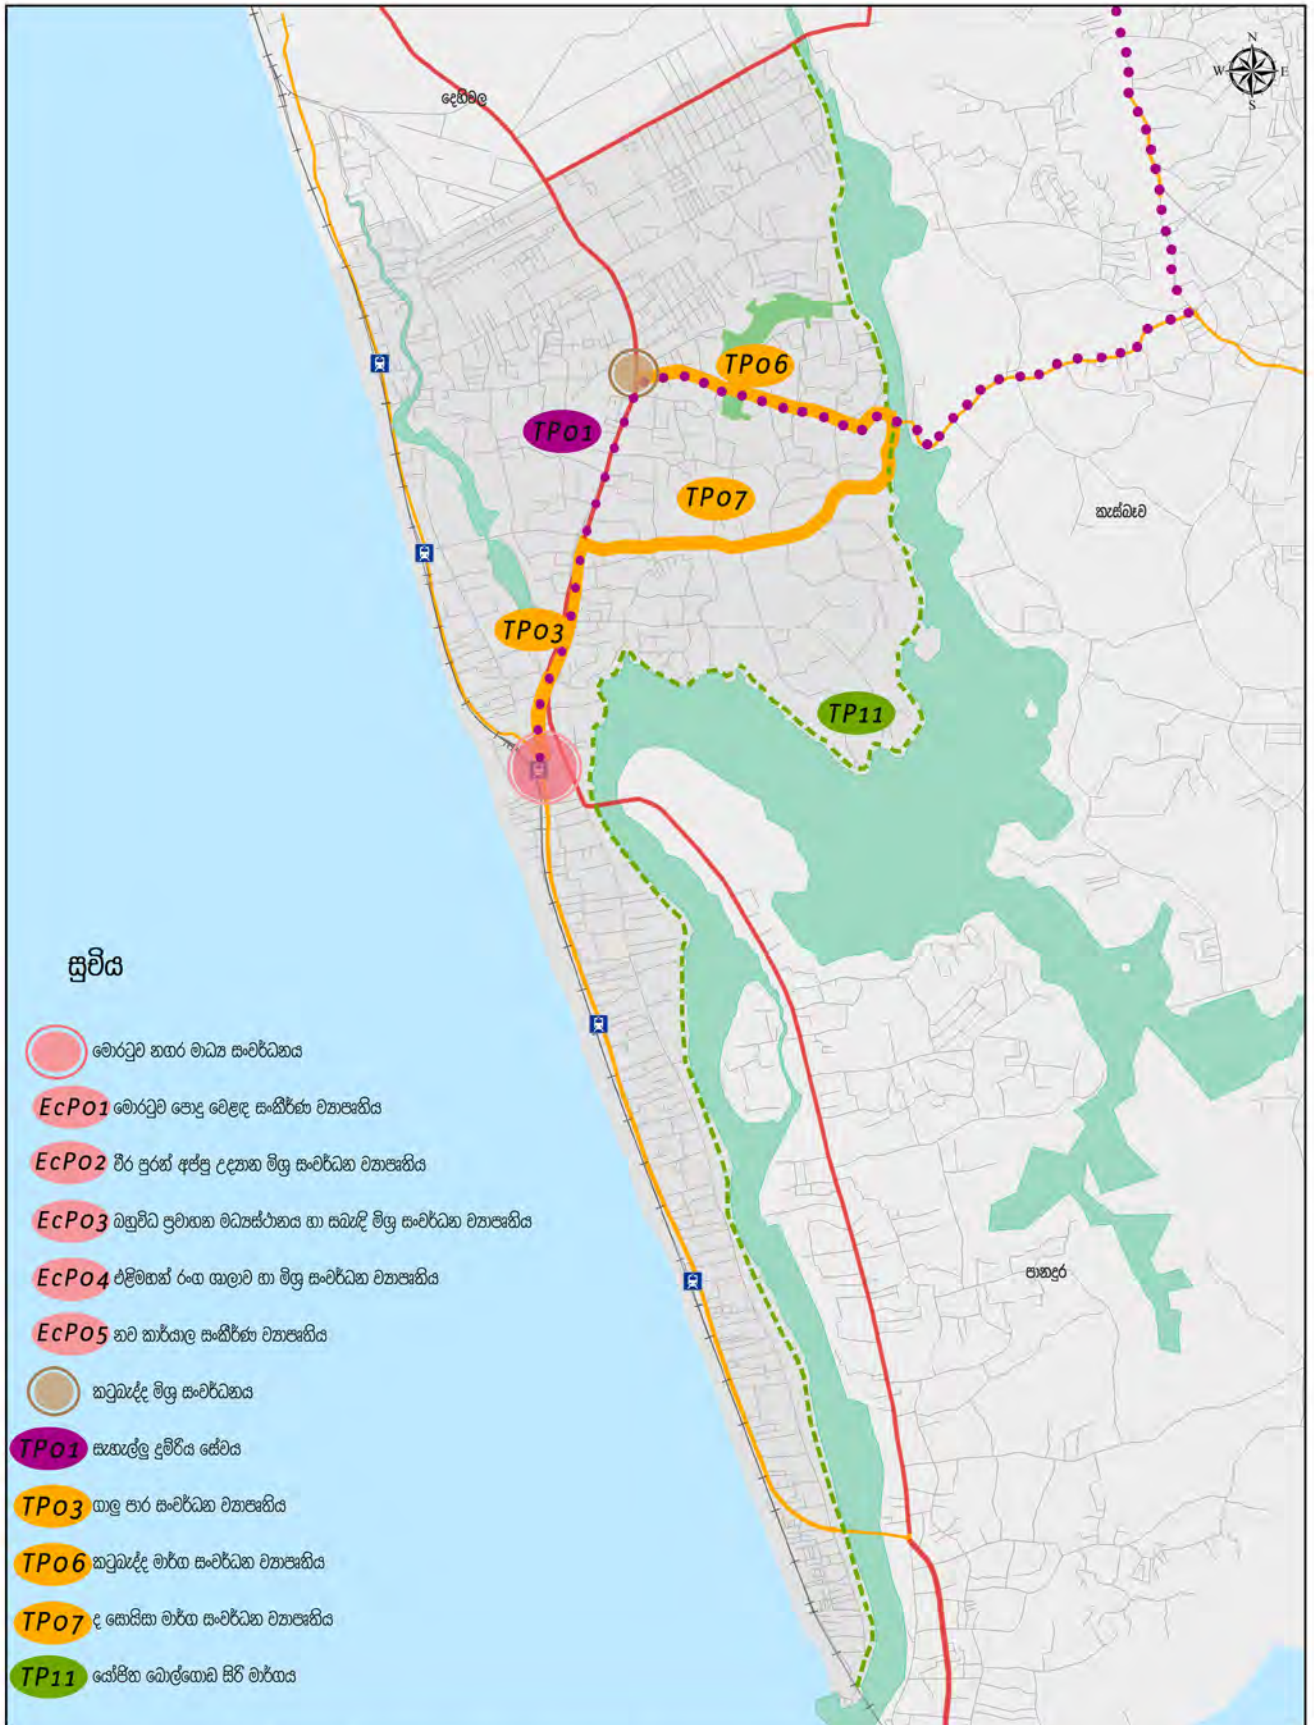 N
W E
S
දෙහිවල
TP06
TP01
TP07
කැස්බෑව
TP03
TP11
සූචිය
මොරටුව නගර මාධ්‍ය සංවර්ධනය
EcP01 මොරටුව පොදු වෙළඳ සංකීර්ණ ව්‍යාපෘතිය
EcP02 වීර පුරන් අප්පු උද්‍යාන මිශ්‍ර සංවර්ධන ව්‍යාපෘතිය
EcP03 බහුවිධ ප්‍රවාහන මධ්‍යස්ථානය හා සබැඳි මිශ්‍ර සංවර්ධන ව්‍යාපෘතිය
EcP04 එළිමහන් රංග ශාලාව හා මිශ්‍ර සංවර්ධන ව්‍යාපෘතිය
පානදුර
EcP05 නව කාර්යාල සංකීර්ණ ව්‍යාපෘතිය
කටුබැද්ද මිශ්‍ර සංවර්ධනය
TP01 සැහැල්ලු දුම්රිය සේවය
TP03 ගාලු පාර සංවර්ධන ව්‍යාපෘතිය
TP06 කටුබැද්ද මාර්ග සංවර්ධන ව්‍යාපෘතිය
TP07 ද සොයිසා මාර්ග සංවර්ධන ව්‍යාපෘතිය
TP11 යෝජිත බොල්ගොඩ සිරි මාර්ගය